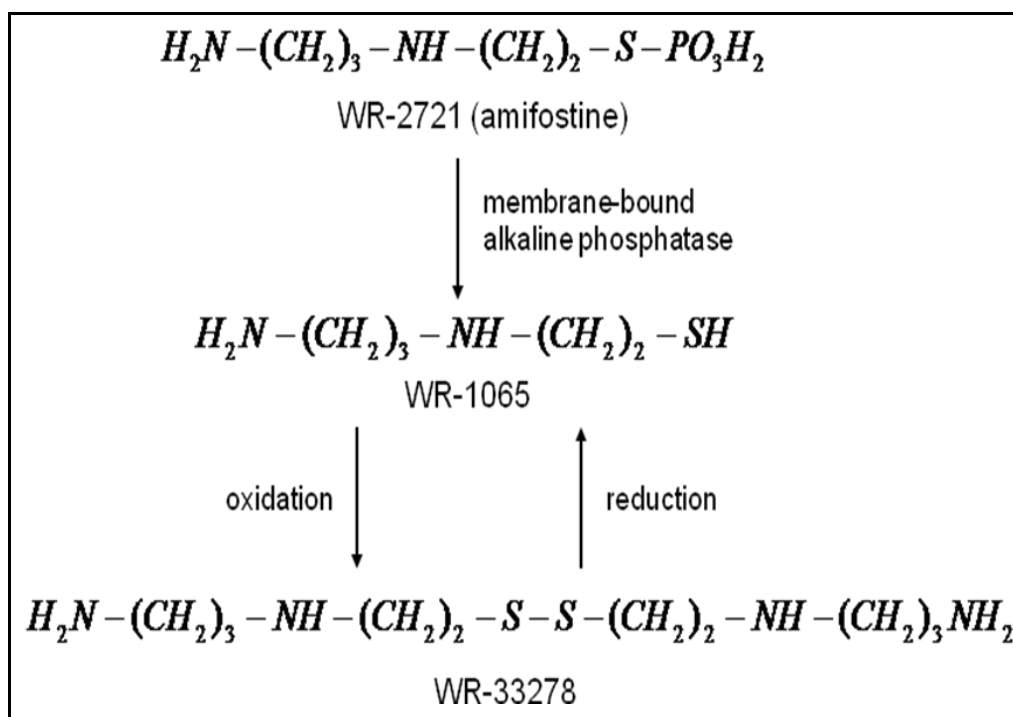 H₂N – (CH₂)₃ – NH – (CH₂)₂ – S – PO₃H₂
WR-2721 (amifostine)
membrane-bound
alkaline phosphatase
H₂N – (CH₂)₃ – NH – (CH₂)₂ – SH
WR-1065
oxidation
reduction
H₂N – (CH₂)₃ – NH – (CH₂)₂ – S – S – (CH₂)₂ – NH – (CH₂)₃NH₂
WR-33278